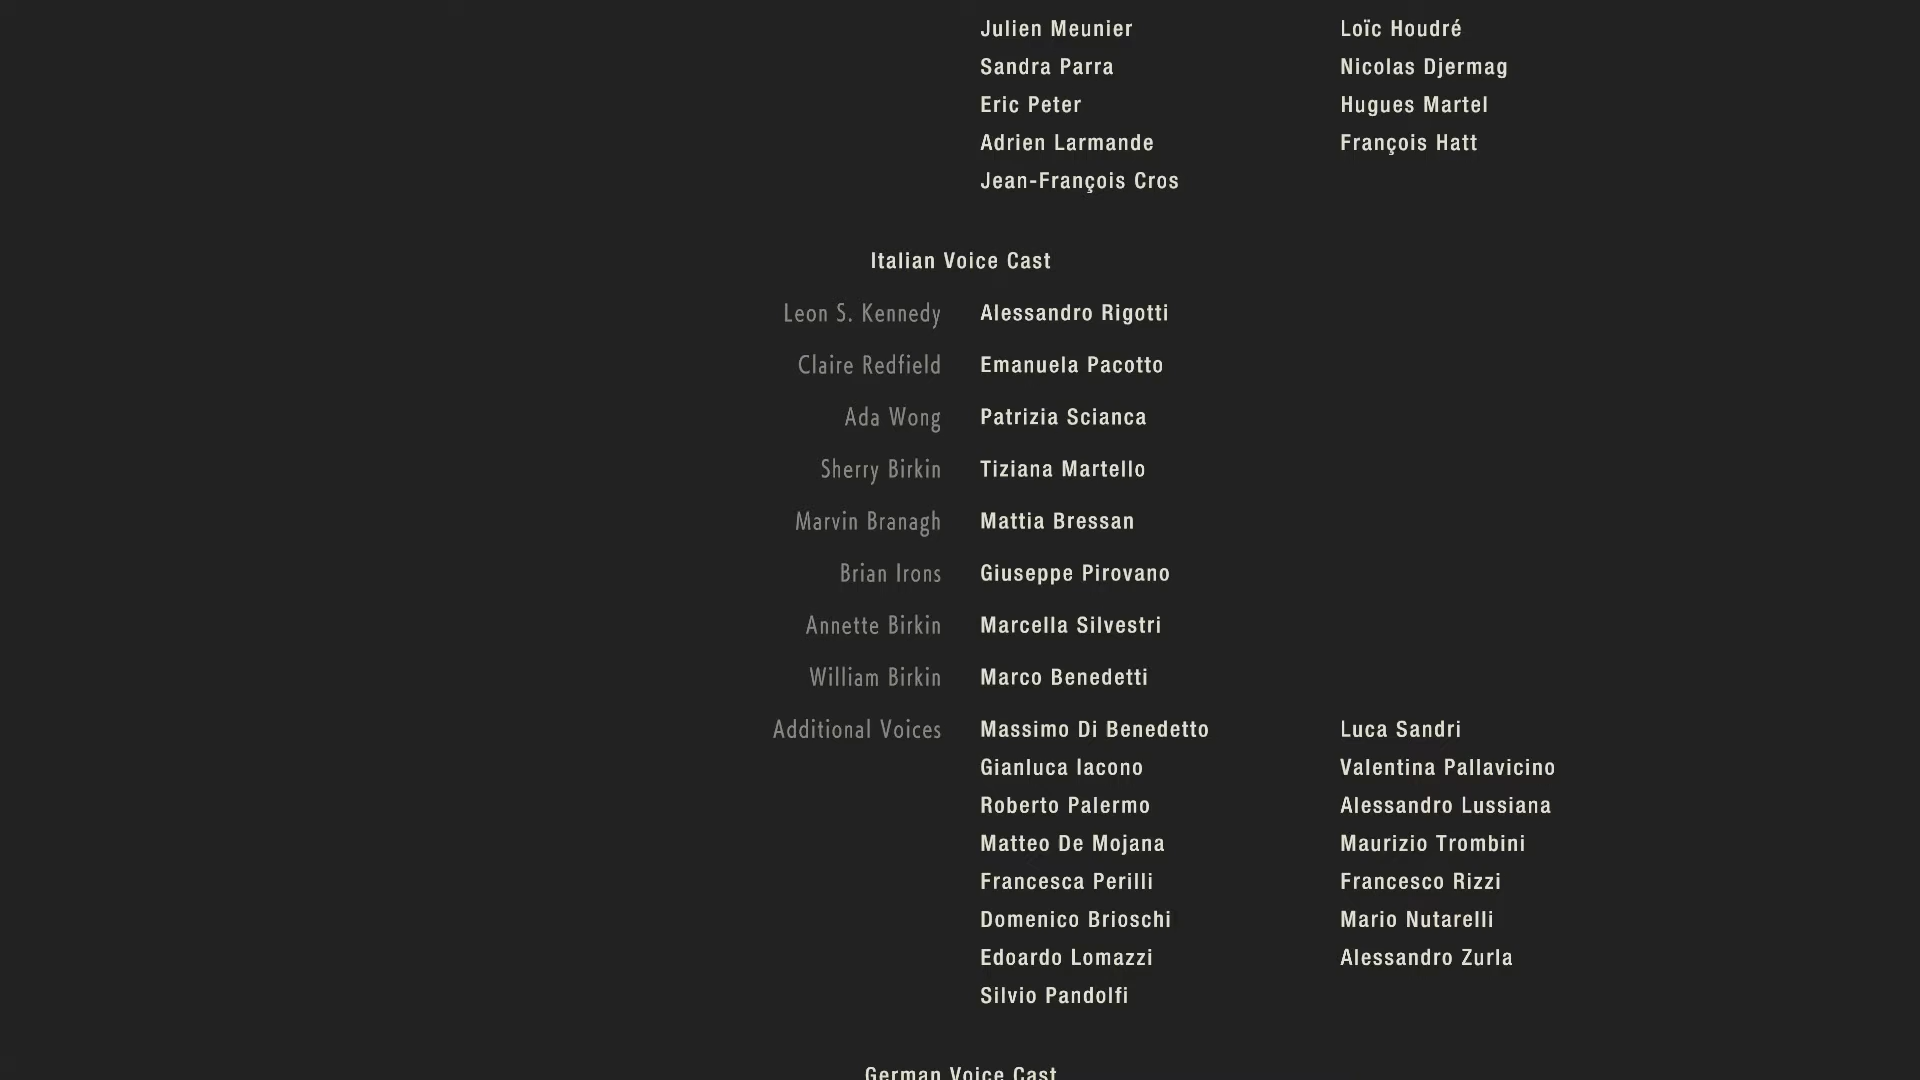 Julien Meunier Loïc Houdré
Sandra Parra Nicolas Djermag
Eric Peter Hugues Martel
Adrien Larmande François Hatt
Jean-François Cros
Italian Voice Cast
Leon S. Kennedy Alessandro Rigotti
Claire Redfield Emanuela Pacotto
Ada Wong Patrizia Scianca
Sherry Birkin Tiziana Martello
Marvin Branagh Mattia Bressan
Brian Irons Giuseppe Pirovano
Annette Birkin Marcella Silvestri
William Birkin Marco Benedetti
Additional Voices Massimo Di Benedetto Luca Sandri
Gianluca Iacono Valentina Pallavicino
Roberto Palermo Alessandro Lussiana
Matteo De Mojana Maurizio Trombini
Francesca Perilli Francesco Rizzi
Domenico Brioschi Mario Nutarelli
Edoardo Lomazzi Alessandro Zurla
Silvio Pandolfi
German Voice Cast